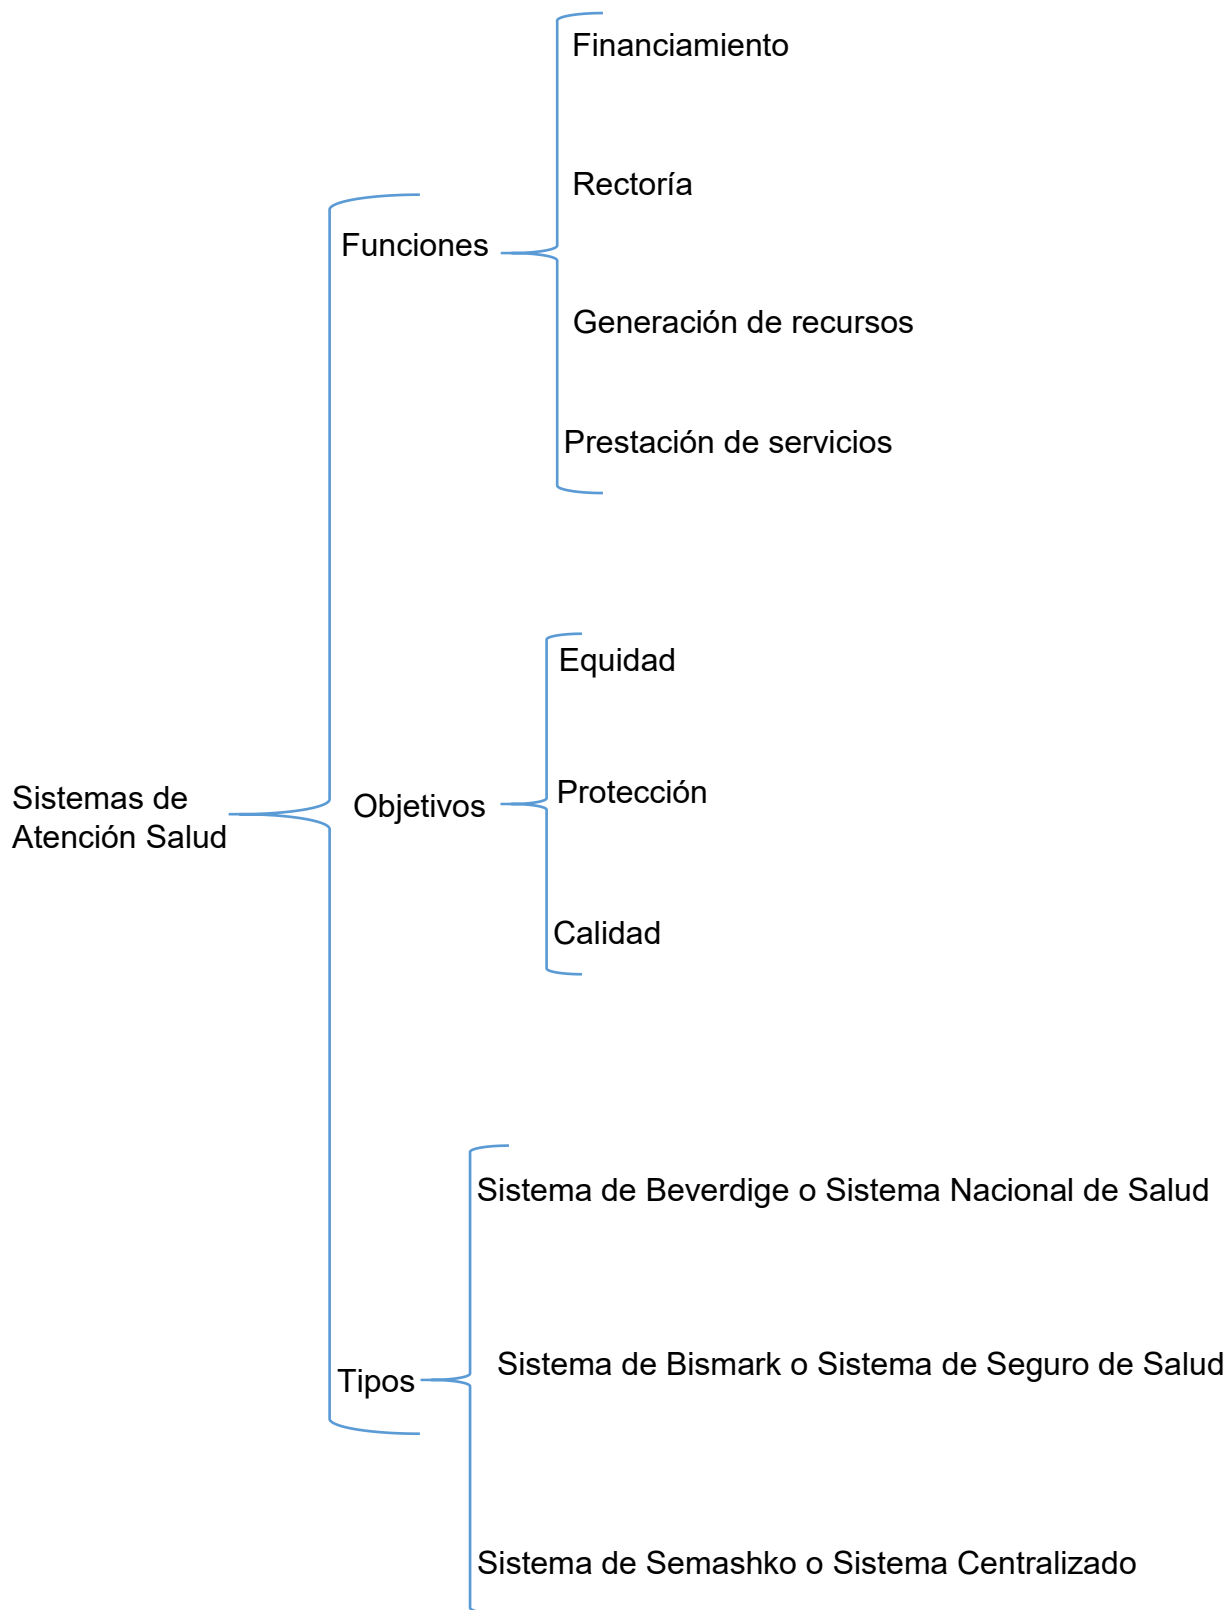 Sistemas de
Atención Salud
Funciones
Financiamiento
Rectoría
Generación de recursos
Prestación de servicios
Objetivos
Equidad
Protección
Calidad
Tipos
Sistema de Beverdige o Sistema Nacional de Salud
Sistema de Bismark o Sistema de Seguro de Salud
Sistema de Semashko o Sistema Centralizado